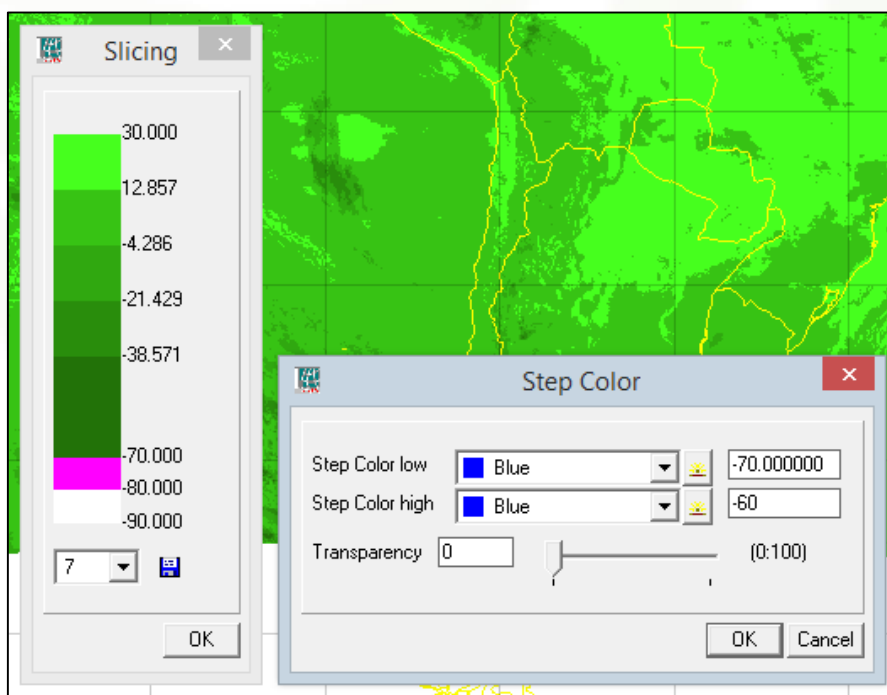 Slicing
30.000
12.857
-4.286
-21.429
-38.571
-70.000
-80.000
-90.000
7
OK
Step Color
Step Color low Blue -70.000000
Step Color high Blue -60
Transparency 0 (0:100)
OK Cancel